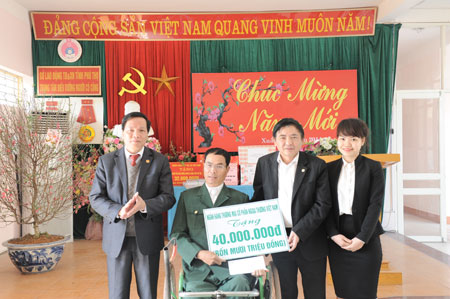 ĐẢNG CỘNG SẢN VIỆT NAM QUANG VINH MUÔN NĂM!
SỞ LAO ĐỘNG TB&XH TỈNH PHÚ THỌ
TRUNG TÂM ĐIỀU DƯỠNG NGƯỜI CÓ CÔNG
Chúc Mừng
Năm Mới
NGÂN HÀNG THƯƠNG MẠI CỔ PHẦN NGOẠI THƯƠNG VIỆT NAM
Tặng
40.000.000đ
(BỐN MƯƠI TRIỆU ĐỒNG)